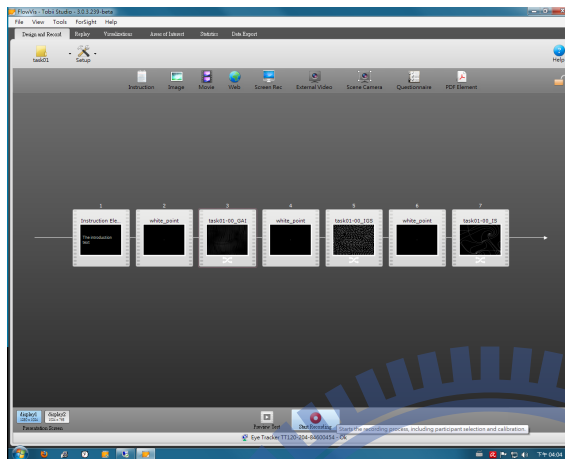 FlowVis - Tobii Studio - 3.0.3.239-beta
File View Tools ForSight Help
Design and Record Replay Visualizations Areas of Interest Statistics Data Export
task01 Setup Help
Instruction Image Movie Web Screen Rec External Video Scene Camera Questionnaire PDF Element
1 2 3 4 5 6 7
Instruction Ele... white_point task01-00_GAI white_point task01-00_IGS white_point task01-00_IS
The introduction
text
display1 display2
Presentation Screen
Preview Test Start Recording Starts the recording process, including participant selection and calibration.
Eye Tracker TT120-204-84600454 - Ok
下午 04:04